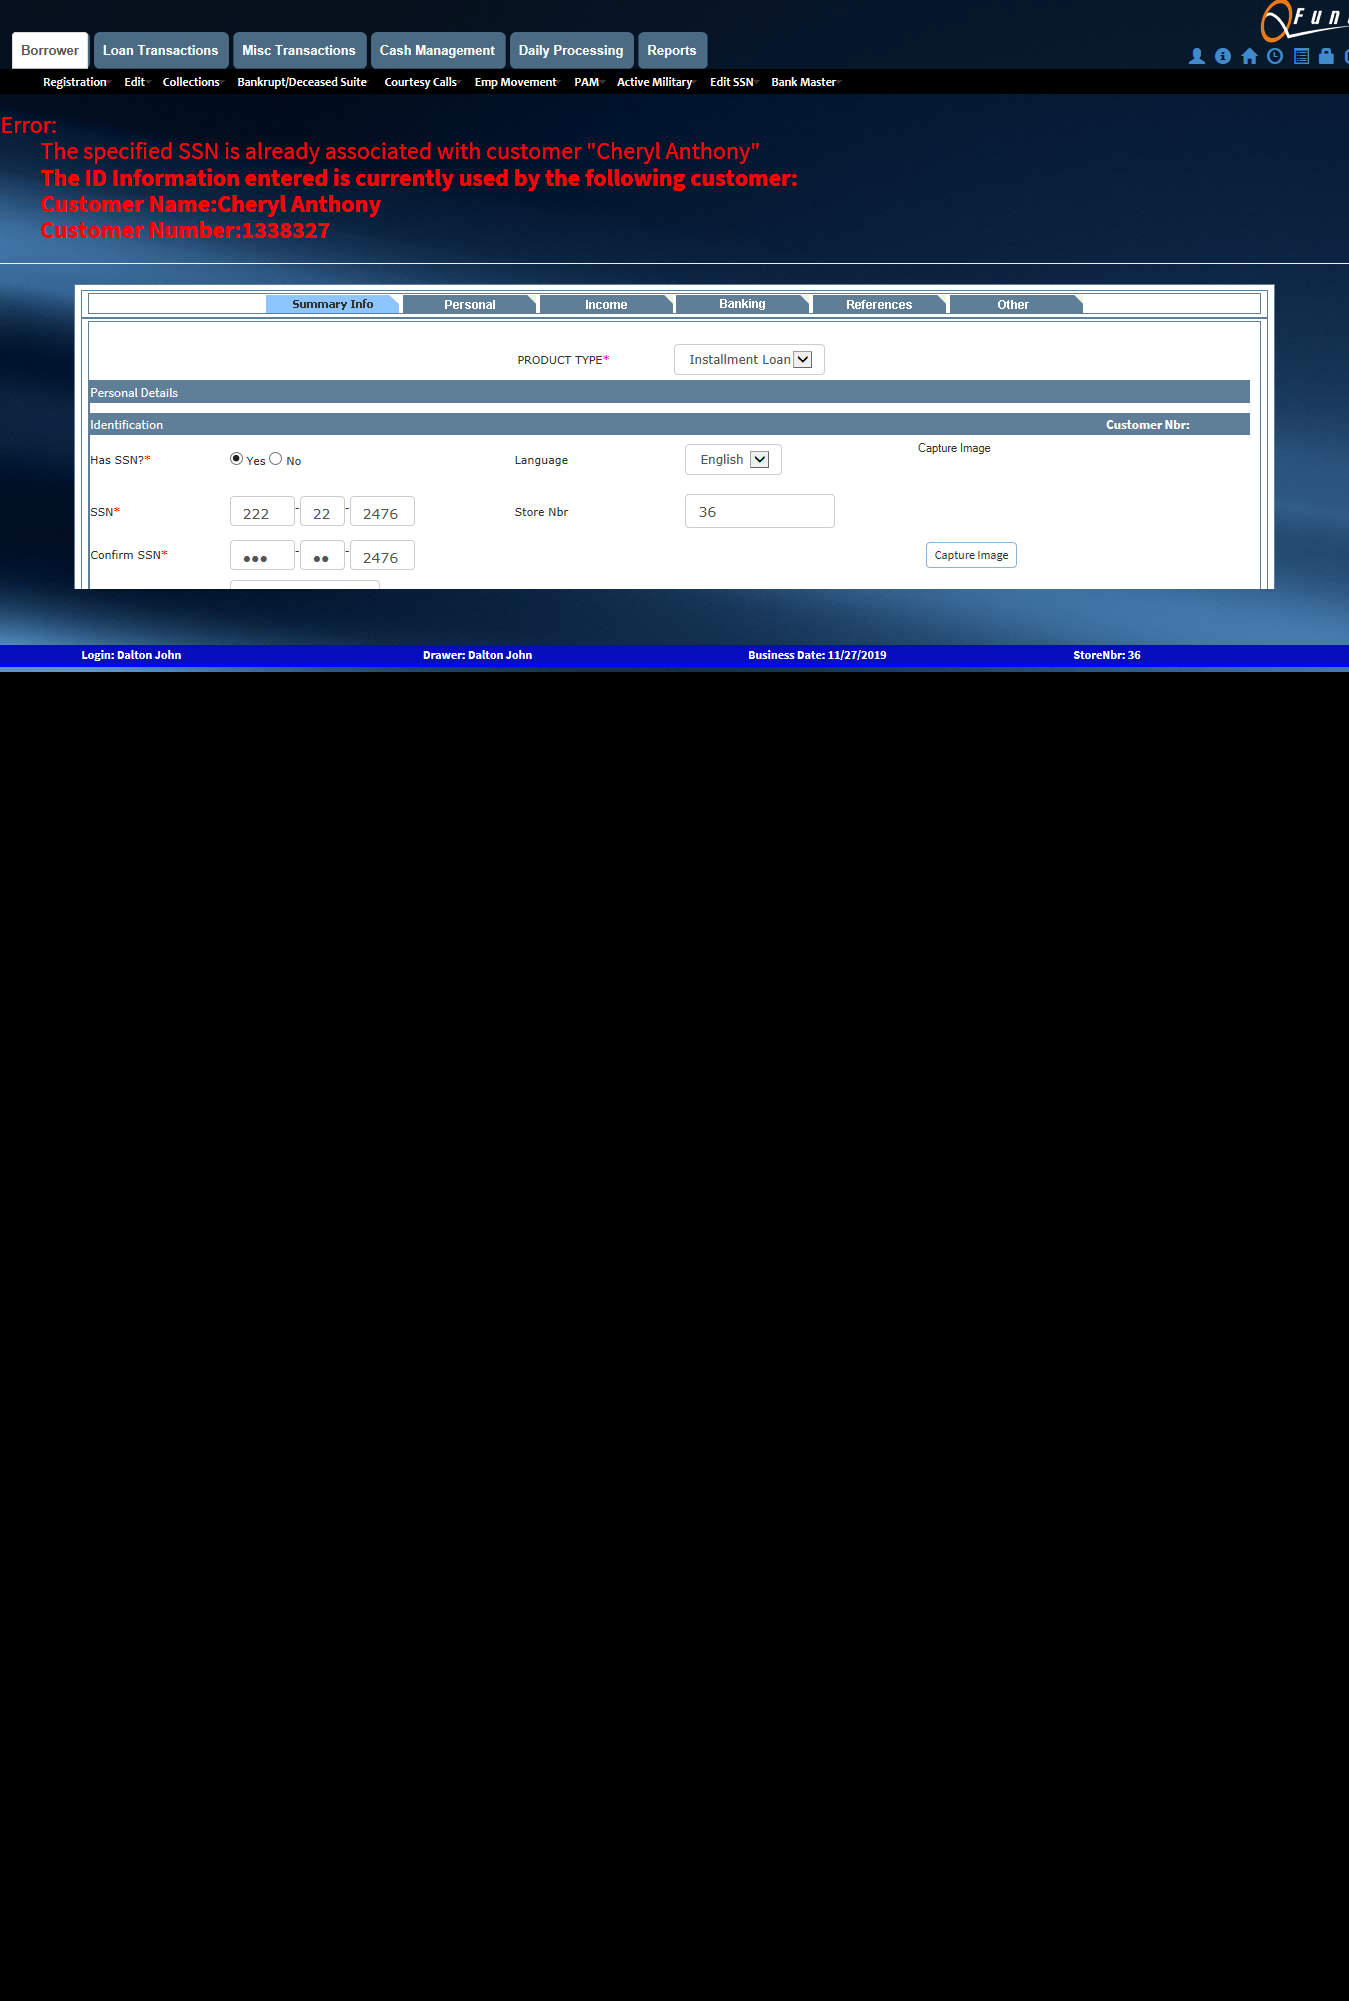 Fun
Borrower Loan Transactions Misc Transactions Cash Management Daily Processing Reports
Registration Edit Collections Bankrupt/Deceased Suite Courtesy Calls Emp Movement PAM Active Military Edit SSN Bank Master
Error:
The specified SSN is already associated with customer "Cheryl Anthony"
The ID Information entered is currently used by the following customer:
Customer Name:Cheryl Anthony
Customer Number:1338327
Summary Info Personal Income Banking References Other
PRODUCT TYPE* Installment Loan
Personal Details
Identification Customer Nbr:
Has SSN?* Yes No Language English Capture Image
SSN* 222 - 22 - 2476 Store Nbr 36
Confirm SSN* ●●● - ●● - 2476 Capture Image
Login: Dalton John Drawer: Dalton John Business Date: 11/27/2019 StoreNbr: 36